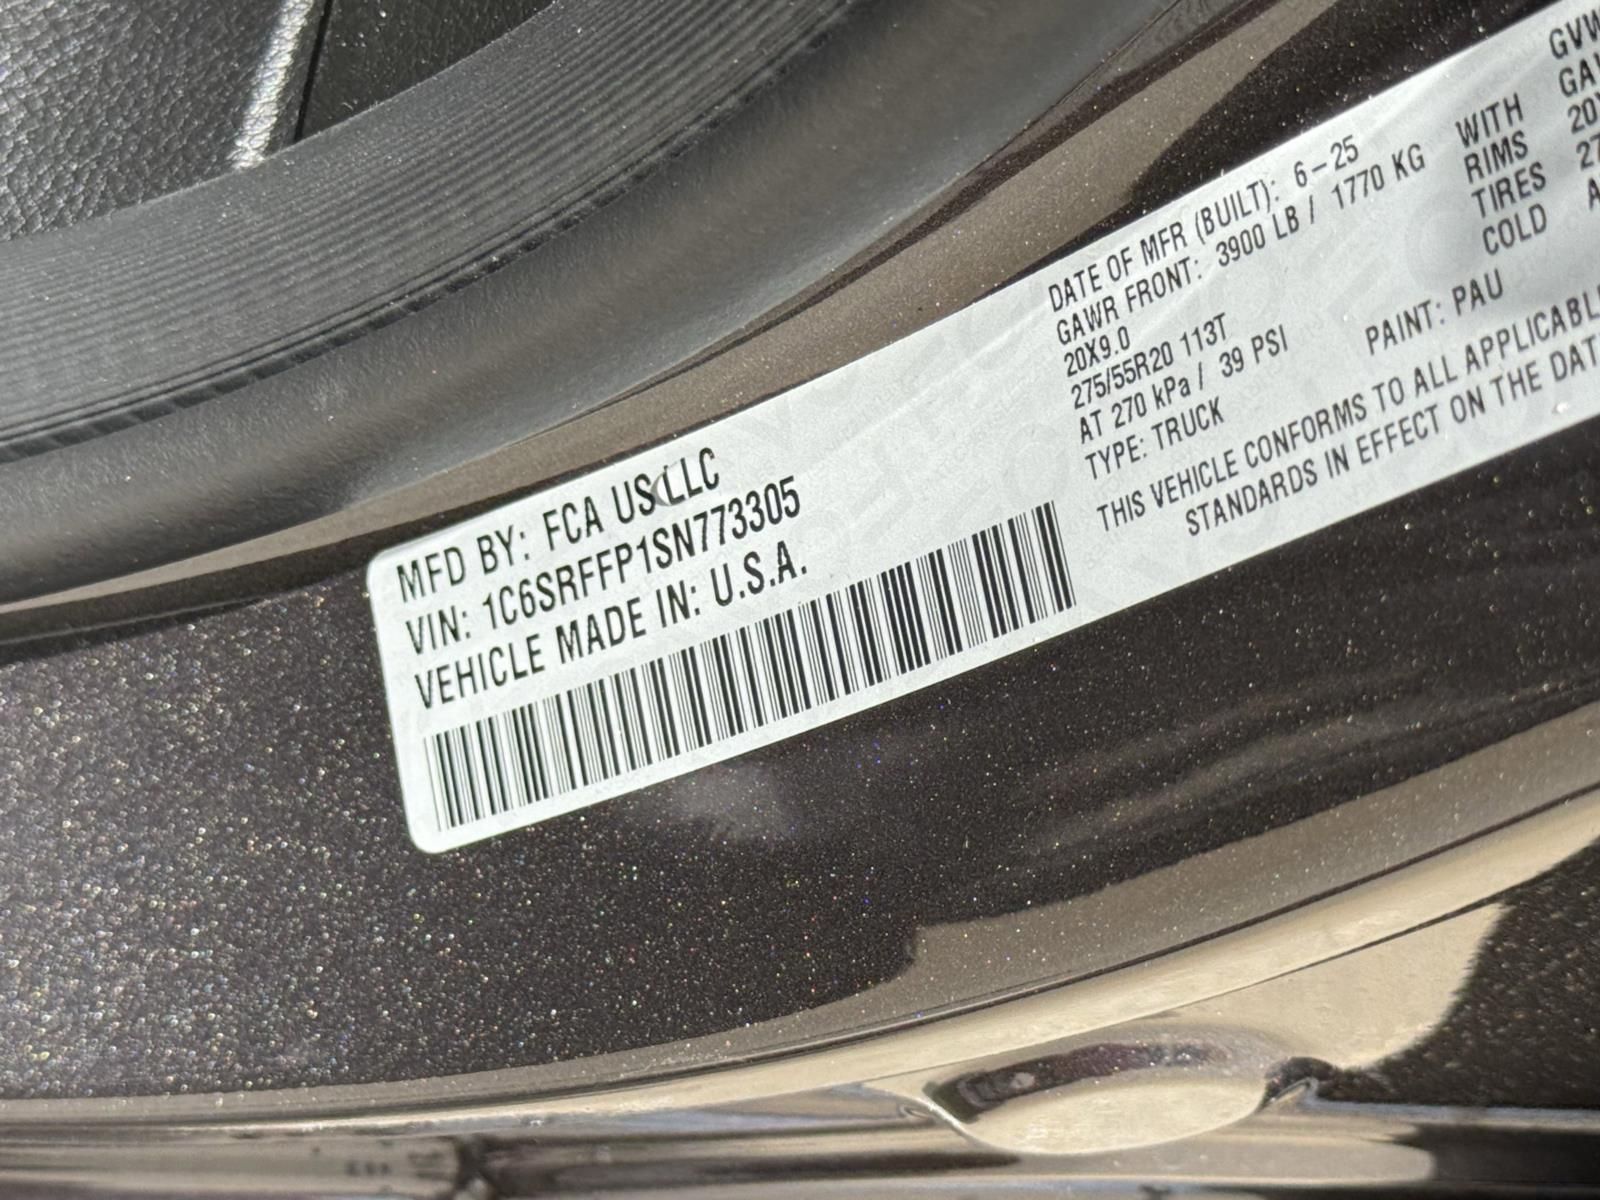 MFD BY: FCA US LLC
VIN: 1C6SRFFP1SN773305
VEHICLE MADE IN: U.S.A.
DATE OF MFR (BUILT): 6-25
GAWR FRONT: 3900 LB / 1770 KG WITH
20X9.0 RIMS
275/55R20 113T TIRES
AT 270 kPa / 39 PSI COLD
TYPE: TRUCK PAINT: PAU
THIS VEHICLE CONFORMS TO ALL
STANDARDS IN EFFECT ON THE